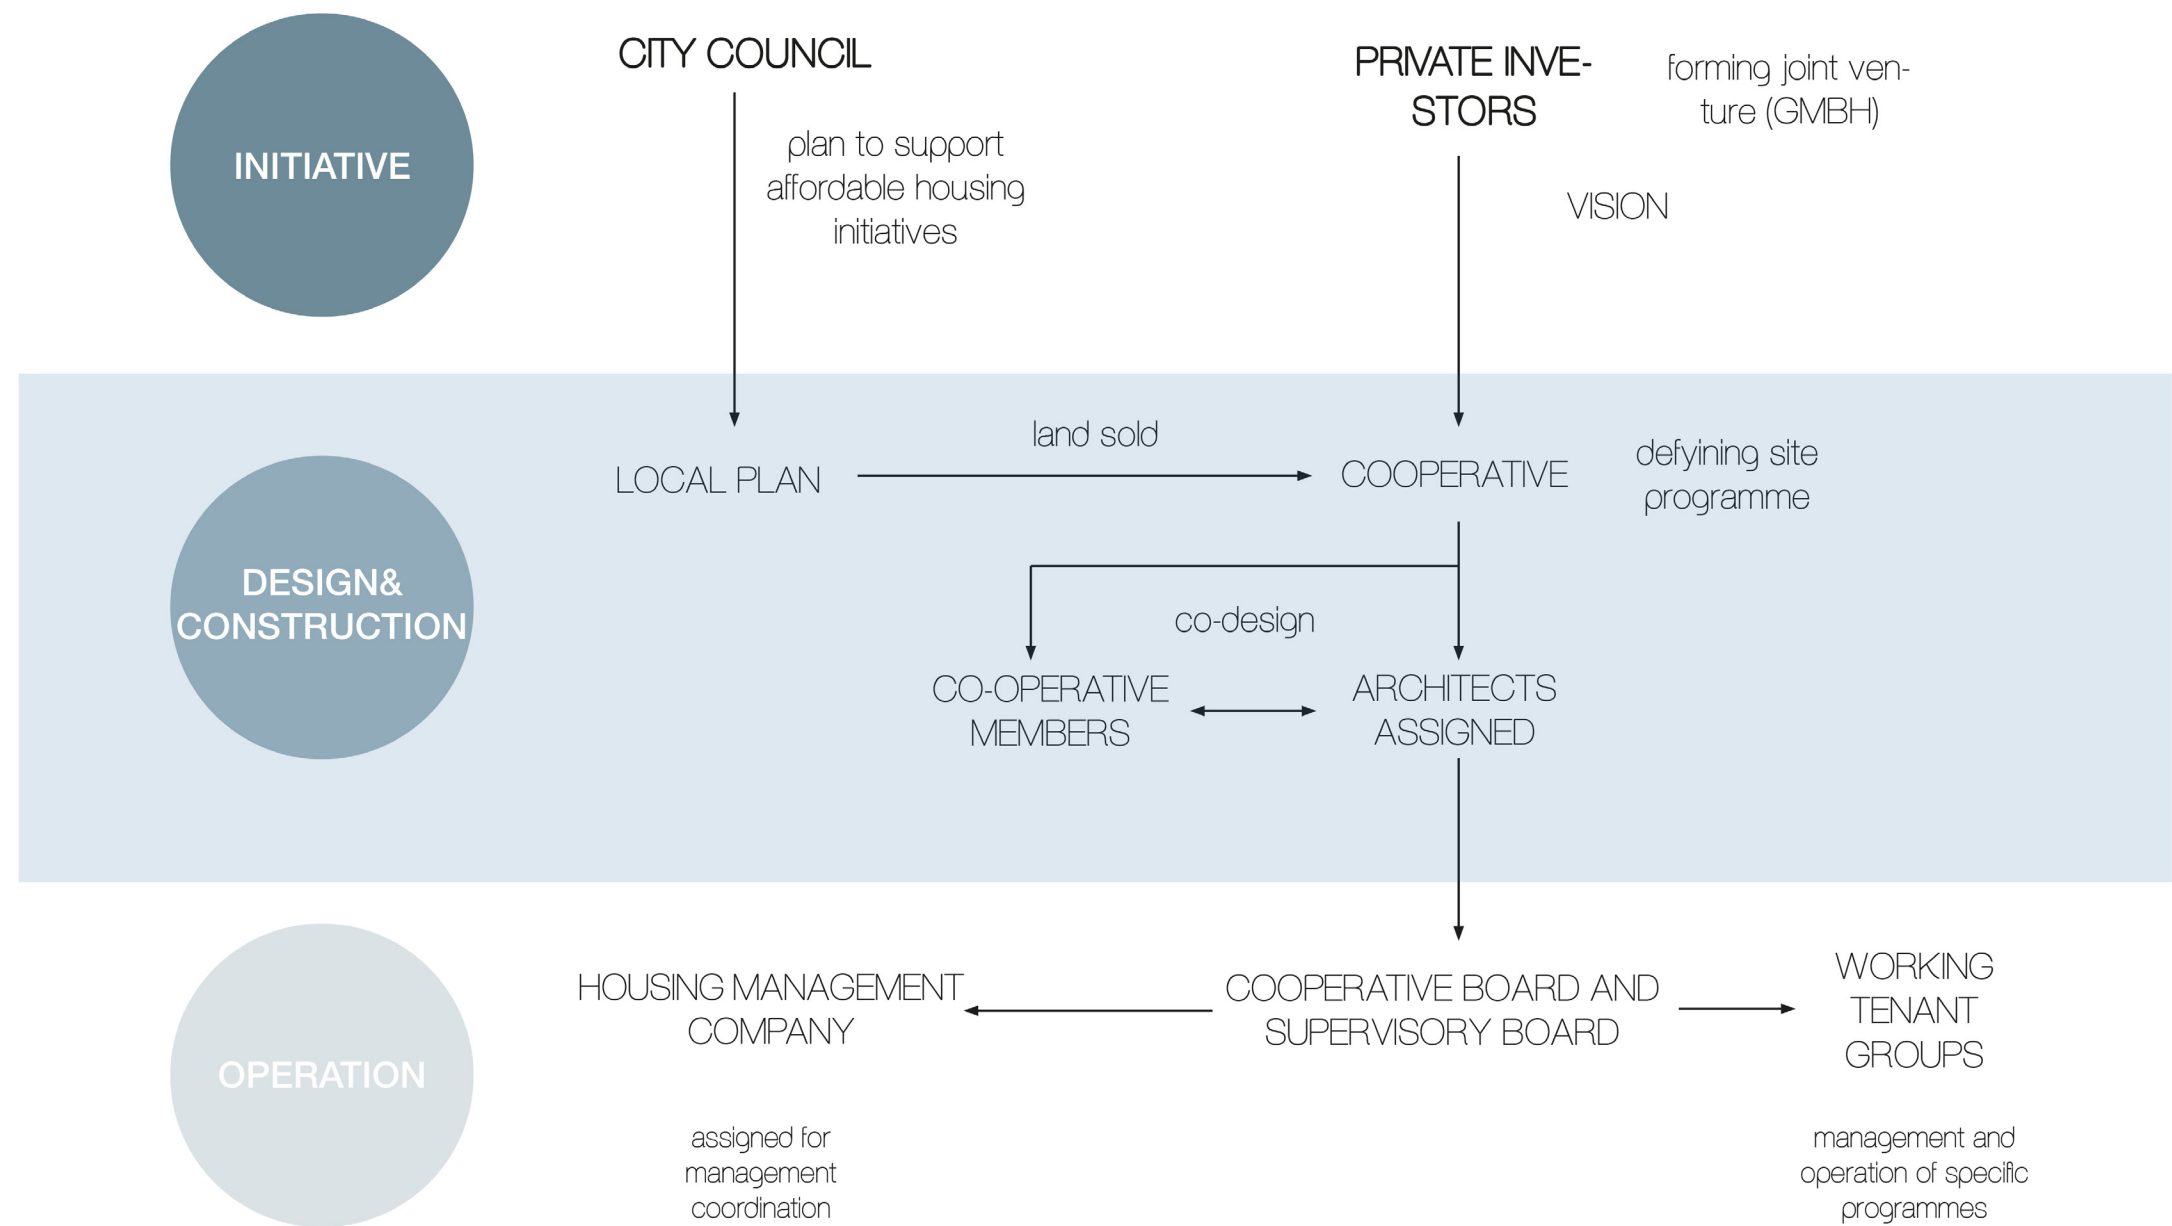 INITIATIVE
CITY COUNCIL
plan to support
affordable housing
initiatives
PRIVATE INVE-
STORS
forming joint ven-
ture (GMBH)
VISION
DESIGN&
CONSTRUCTION
LOCAL PLAN
land sold
COOPERATIVE
defyining site
programme
co-design
CO-OPERATIVE
MEMBERS
ARCHITECTS
ASSIGNED
OPERATION
HOUSING MANAGEMENT
COMPANY
COOPERATIVE BOARD AND
SUPERVISORY BOARD
WORKING
TENANT
GROUPS
assigned for
management
coordination
management and
operation of specific
programmes